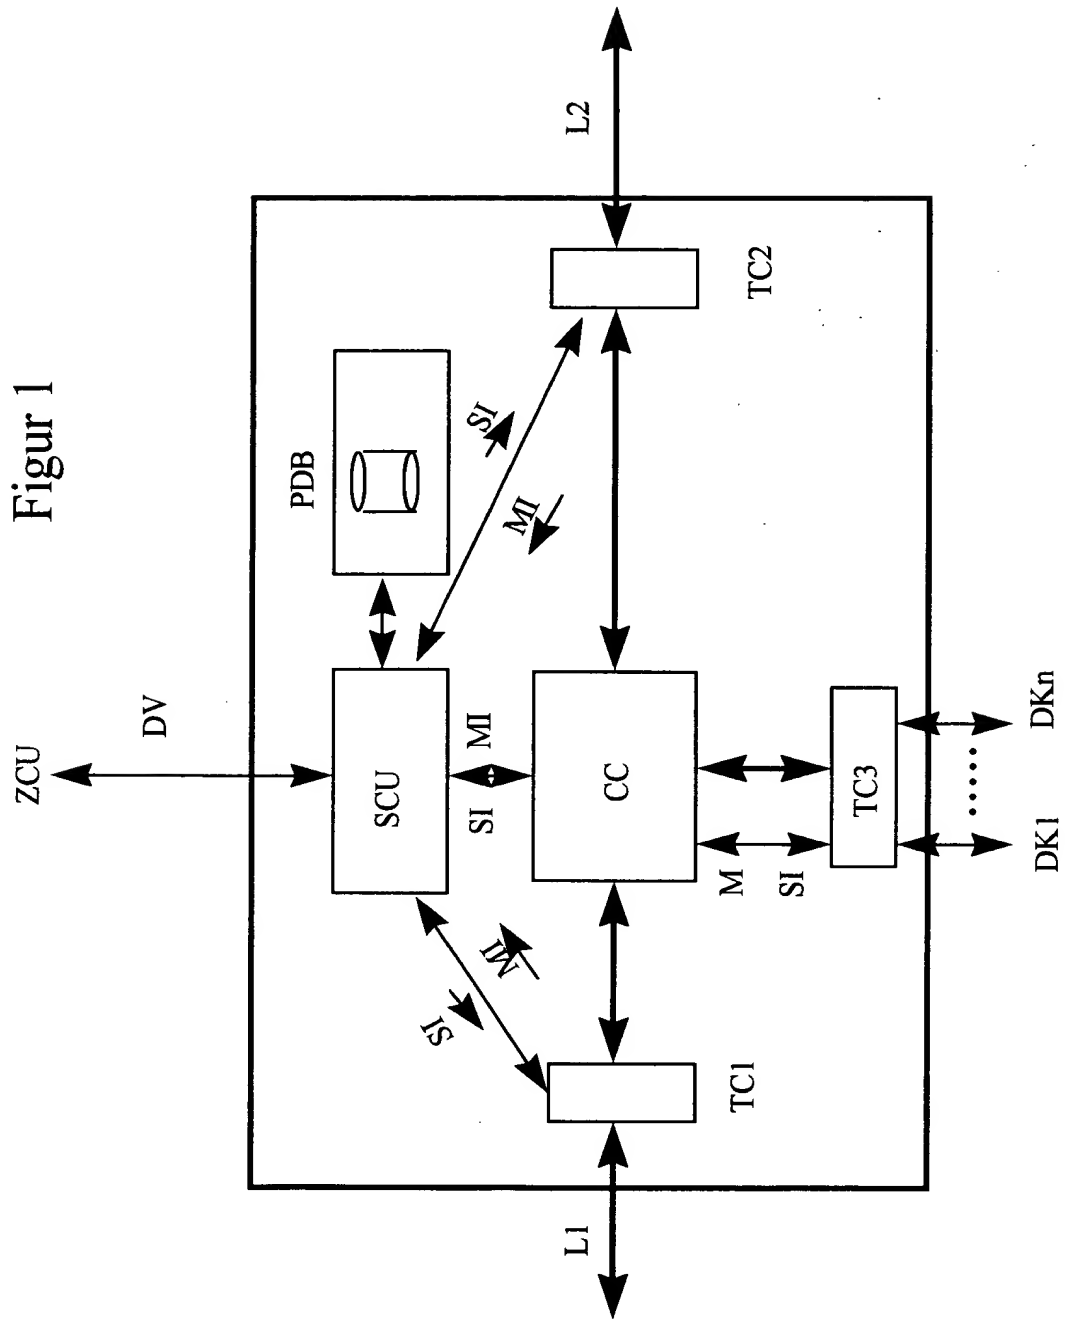 Figur 1
ZCU
DV
PDB
SCU
SI
MI
SI
MI
SI
MI
L1
L2
CC
TC1
TC2
M
SI
TC3
DK1
......
DKn